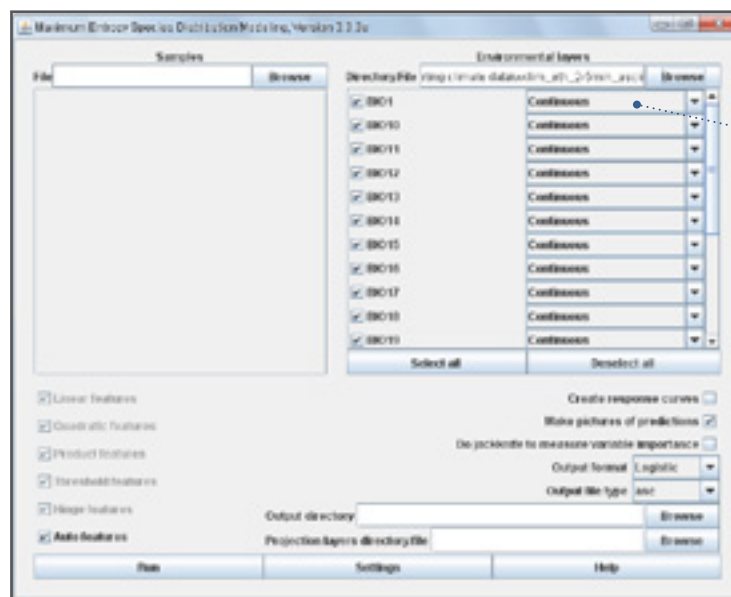 Maximum Entropy Species Distribution Modeling, Version 3.3.3e
Samples
File Browse
Environmental layers
Directory/File Browse
BIO1 Continuous
BIO10 Continuous
BIO11 Continuous
BIO12 Continuous
BIO13 Continuous
BIO14 Continuous
BIO15 Continuous
BIO16 Continuous
BIO17 Continuous
BIO18 Continuous
BIO19 Continuous
Select all Deselect all
Linear features
Quadratic features
Product features
Threshold features
Hinge features
Auto features
Create response curves
Make pictures of predictions
Do jackknife to measure variable importance
Output format Logistic
Output file type asc
Output directory Browse
Projection layers directory/file Browse
Run Settings Help